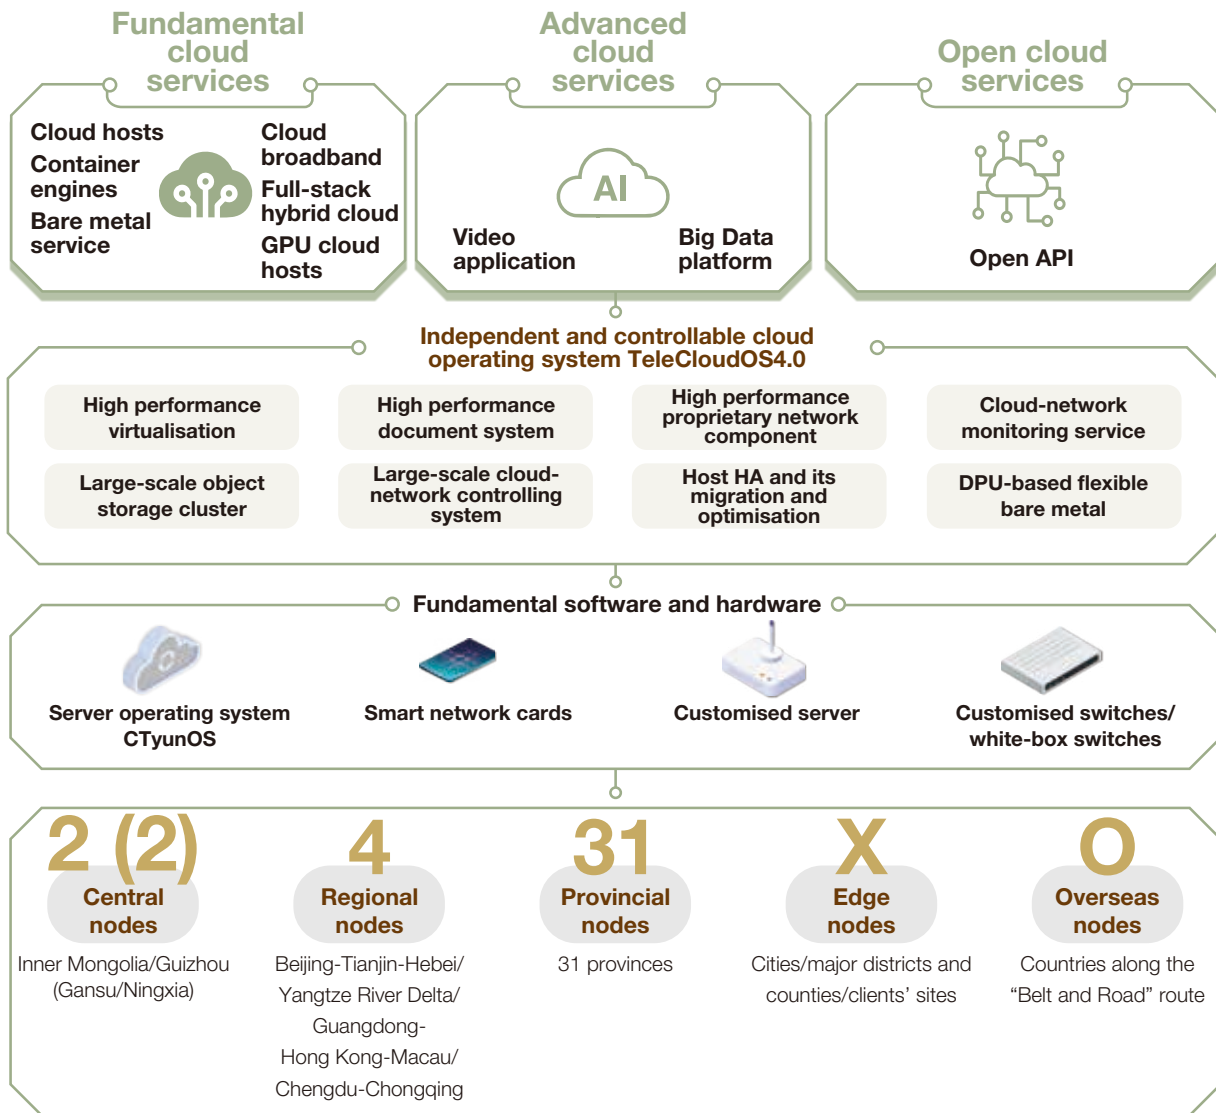 Fundamental
cloud
services
Cloud hosts
Container
engines
Bare metal
service
Cloud
broadband
Full-stack
hybrid cloud
GPU cloud
hosts
Advanced
cloud
services
AI
Video
application
Big Data
platform
Open cloud
services
Open API
Independent and controllable cloud
operating system TeleCloudOS4.0
High performance
virtualisation
High performance
document system
High performance
proprietary network
component
Cloud-network
monitoring service
Large-scale object
storage cluster
Large-scale cloud-
network controlling
system
Host HA and its
migration and
optimisation
DPU-based flexible
bare metal
Fundamental software and hardware
Server operating system
CTyunOS
Smart network cards
Customised server
Customised switches/
white-box switches
2 (2)
Central
nodes
Inner Mongolia/Guizhou
(Gansu/Ningxia)
4
Regional
nodes
Beijing-Tianjin-Hebei/
Yangtze River Delta/
Guangdong-
Hong Kong-Macau/
Chengdu-Chongqing
31
Provincial
nodes
31 provinces
X
Edge
nodes
Cities/major districts and
counties/clients' sites
O
Overseas
nodes
Countries along the
“Belt and Road” route